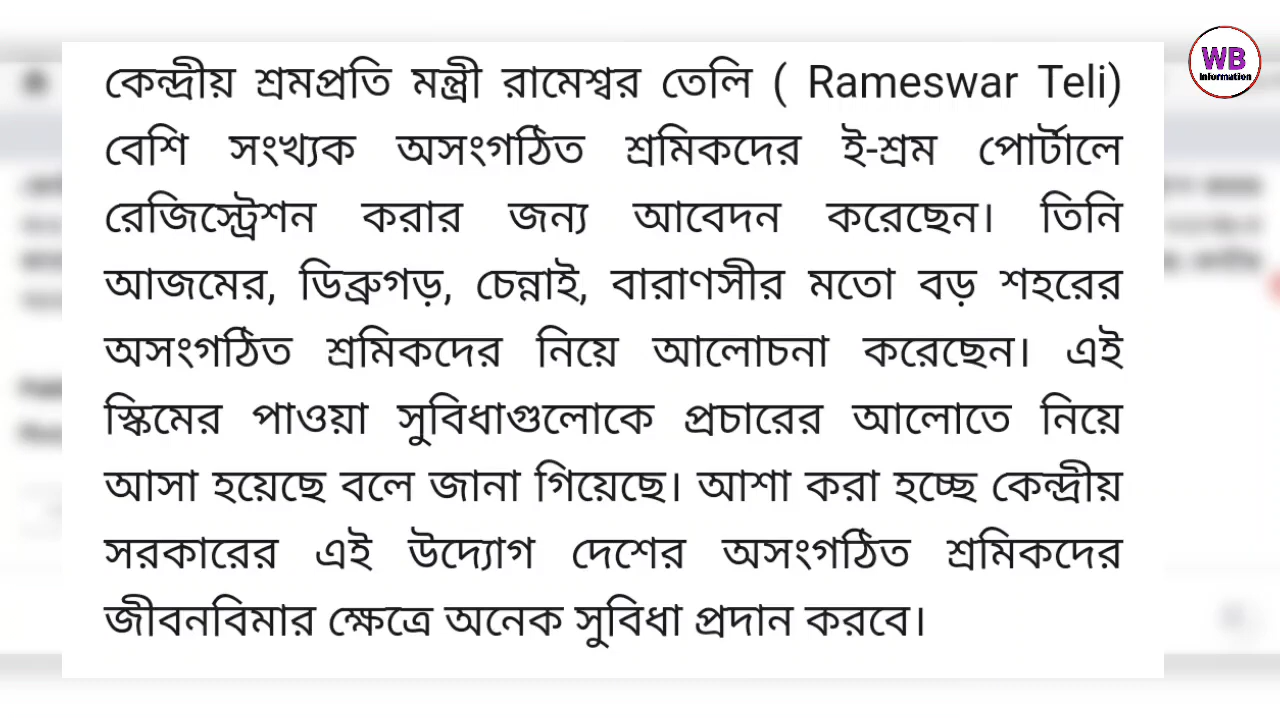 কেন্দ্রীয় শ্রমপ্রতি মন্ত্রী রামেশ্বর তেলি ( Rameswar Teli)
বেশি সংখ্যক অসংগঠিত শ্রমিকদের ই-শ্রম পোর্টালে
রেজিস্ট্রেশন করার জন্য আবেদন করেছেন। তিনি
আজমের, ডিব্রুগড়, চেন্নাই, বারাণসীর মতো বড় শহরের
অসংগঠিত শ্রমিকদের নিয়ে আলোচনা করেছেন। এই
স্কিমের পাওয়া সুবিধাগুলোকে প্রচারের আলোতে নিয়ে
আসা হয়েছে বলে জানা গিয়েছে। আশা করা হচ্ছে কেন্দ্রীয়
সরকারের এই উদ্যোগ দেশের অসংগঠিত শ্রমিকদের
জীবনবিমার ক্ষেত্রে অনেক সুবিধা প্রদান করবে।
WB
Information